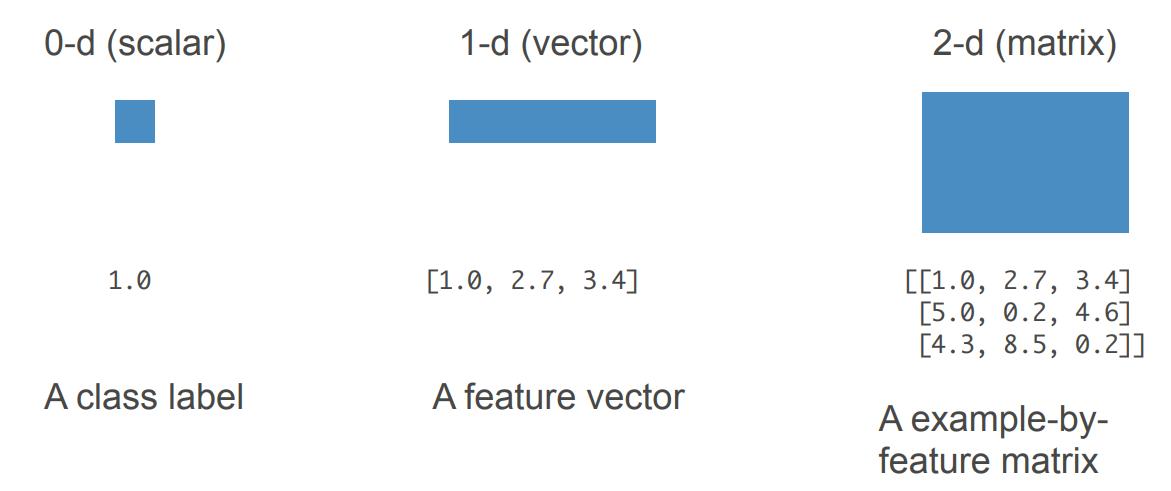 0-d (scalar)
1-d (vector)
2-d (matrix)
1.0
[1.0, 2.7, 3.4]
[[1.0, 2.7, 3.4]
[5.0, 0.2, 4.6]
[4.3, 8.5, 0.2]]
A class label
A feature vector
A example-by-
feature matrix